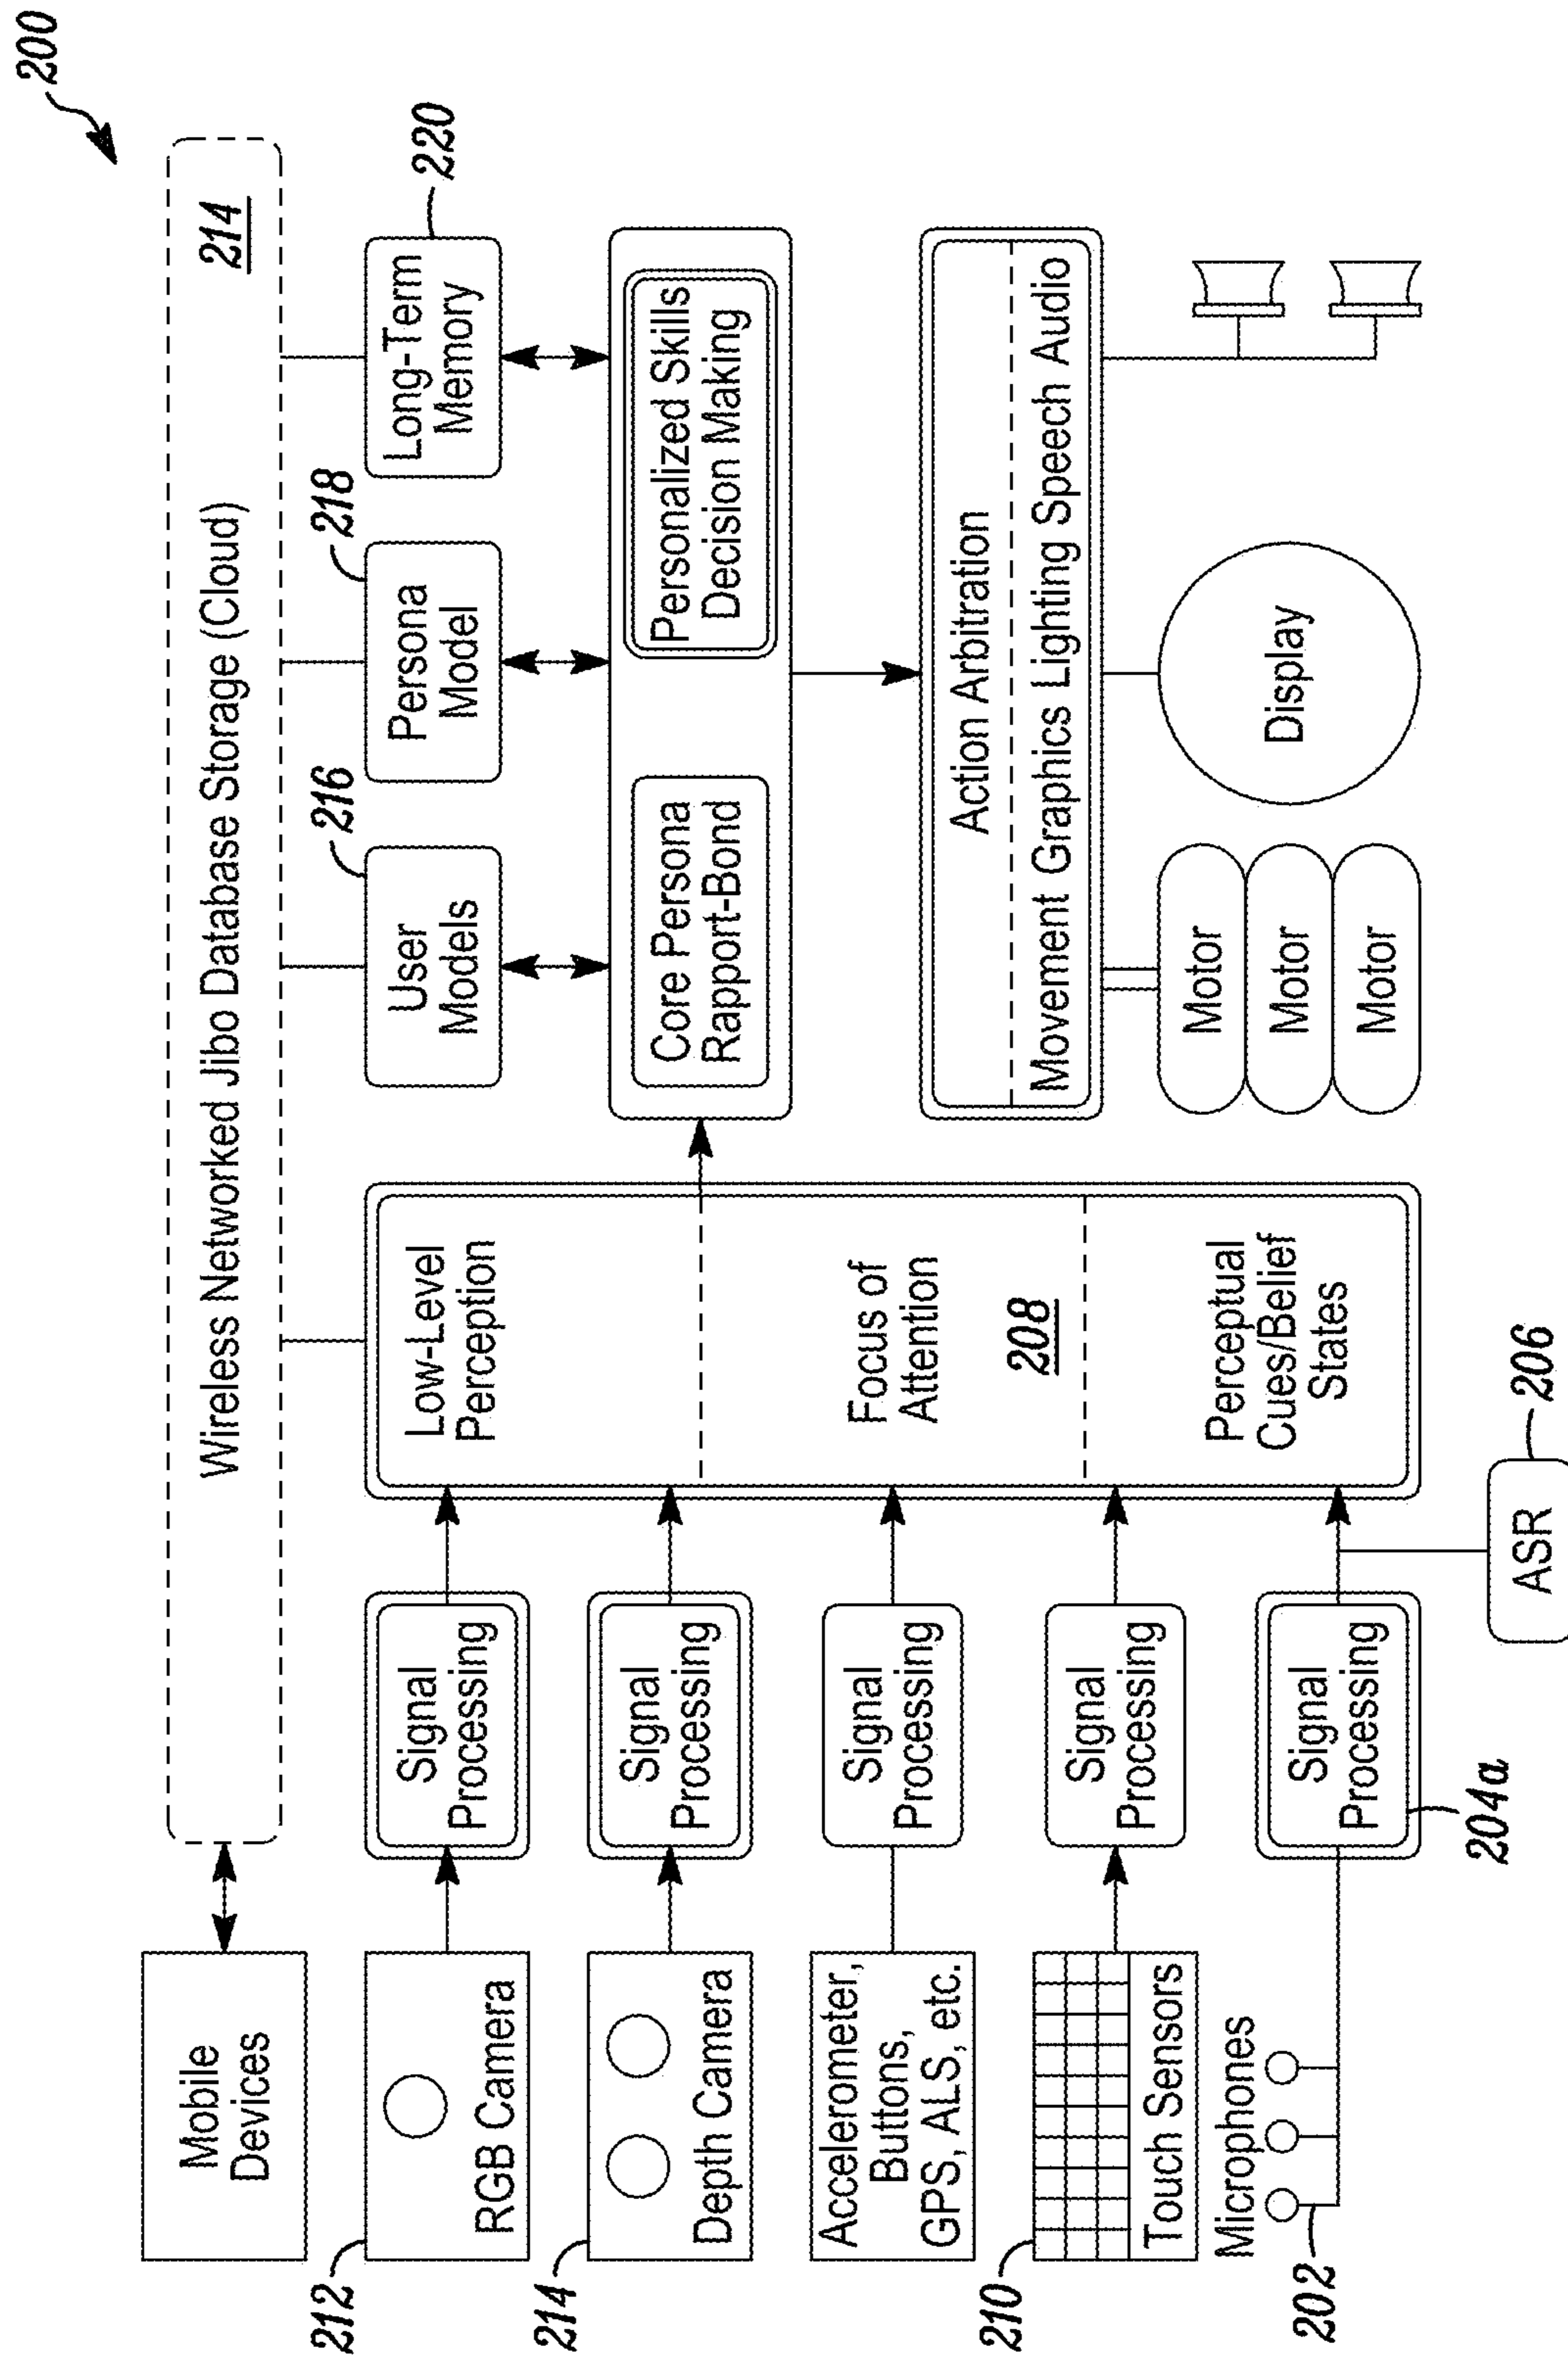 200
Wireless Networked Jibo Database Storage (Cloud)
214
Mobile
Devices
212
RGB Camera
Signal
Processing
214
Depth Camera
Signal
Processing
Accelerometer,
Buttons,
GPS, ALS, etc.
Signal
Processing
210
Touch Sensors
Signal
Processing
Microphones
202
Signal
Processing
204a
ASR
206
Low-Level
Perception
Focus of
Attention
208
Perceptual
Cues/Belief
States
216
User
Models
218
Persona
Model
220
Long-Term
Memory
Core Persona
Rapport-Bond
Personalized Skills
Decision Making
Action Arbitration
Movement Graphics Lighting Speech Audio
Motor
Motor
Motor
Display